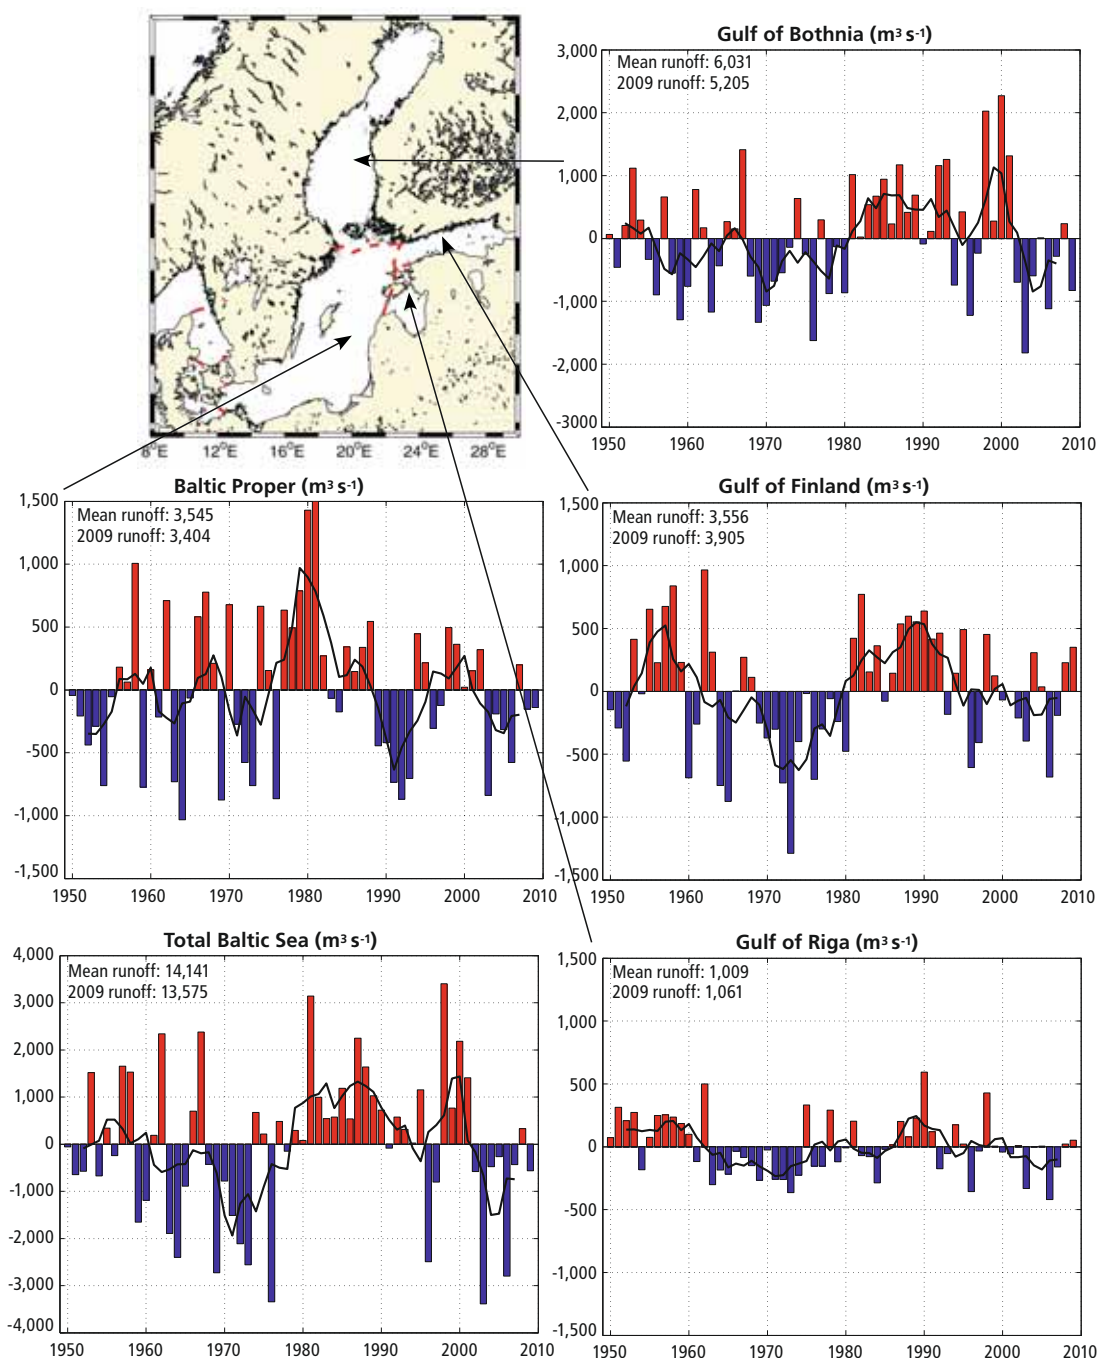 Gulf of Bothnia (m³ s-¹)
Mean runoff: 6,031
2009 runoff: 5,205
3,000
2,000
1,000
0
-1,000
-2,000
-3000
1950 1960 1970 1980 1990 2000 2010
8°E 12°E 16°E 20°E 24°E 28°E
Baltic Proper (m³ s-¹)
Mean runoff: 3,545
2009 runoff: 3,404
1,500
1,000
500
0
-500
-1,000
-1,500
1950 1960 1970 1980 1990 2000 2010
Gulf of Finland (m³ s-¹)
Mean runoff: 3,556
2009 runoff: 3,905
1,500
1,000
500
0
-500
-1,000
-1,500
1950 1960 1970 1980 1990 2000 2010
Total Baltic Sea (m³ s-¹)
Mean runoff: 14,141
2009 runoff: 13,575
4,000
3,000
2,000
1,000
0
-1,000
-2,000
-3,000
-4,000
1950 1960 1970 1980 1990 2000 2010
Gulf of Riga (m³ s-¹)
Mean runoff: 1,009
2009 runoff: 1,061
1,500
1,000
500
0
-500
-1,000
-1,500
1950 1960 1970 1980 1990 2000 2010